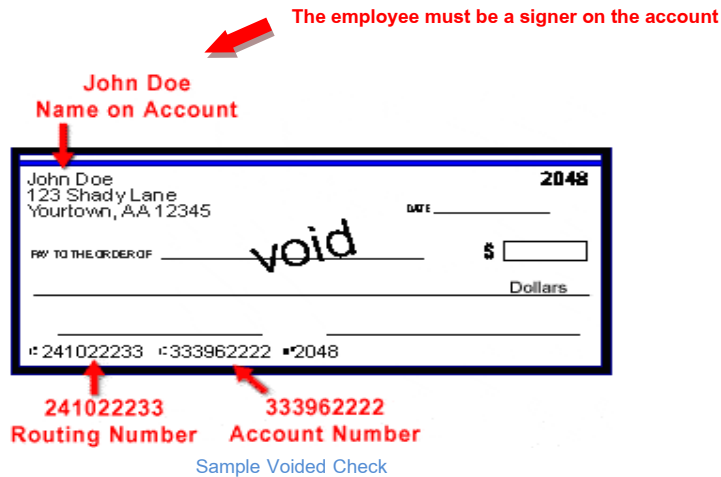 The employee must be a signer on the account
John Doe
Name on Account
John Doe
2048
123 Shady Lane
Yourtown, AA 12345
DATE
PAY TO THE ORDER OF
void
$
Dollars
⑆241022233 ⑆333962222 ⑈2048
241022233
Routing Number
333962222
Account Number
Sample Voided Check